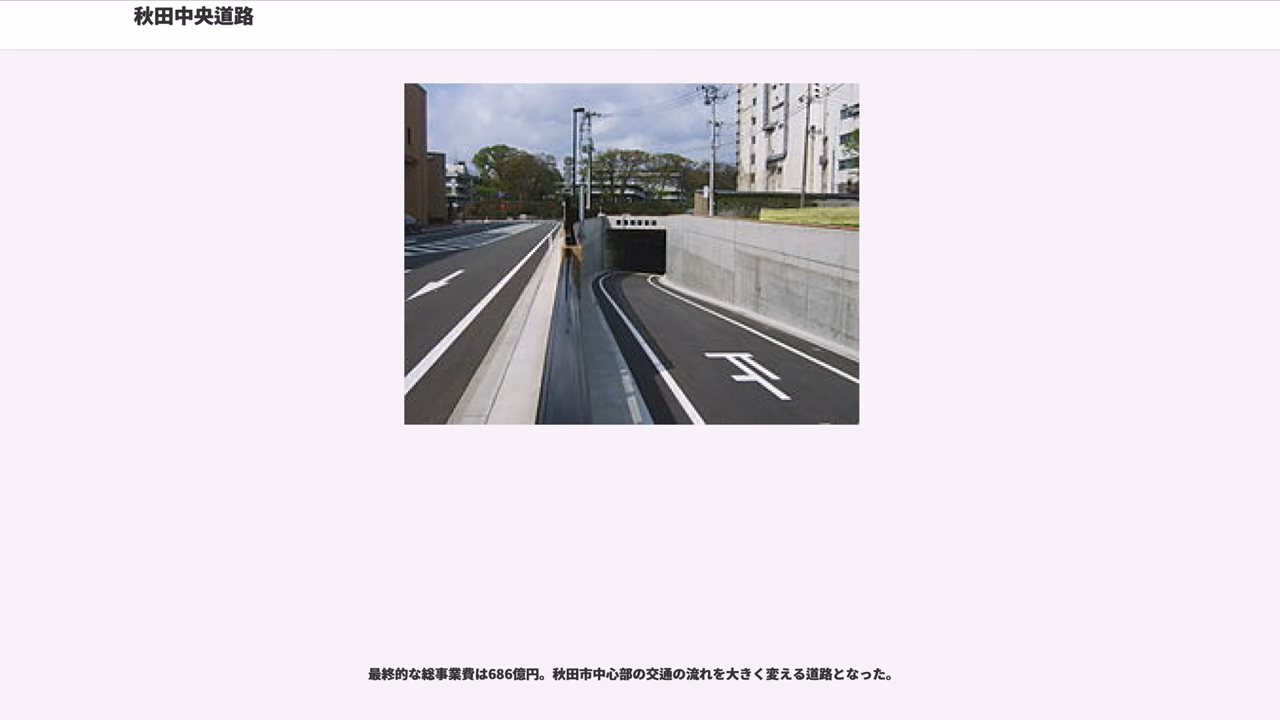 秋田中央道路
最終的な総事業費は686億円。秋田市中心部の交通の流れを大きく変える道路となった。